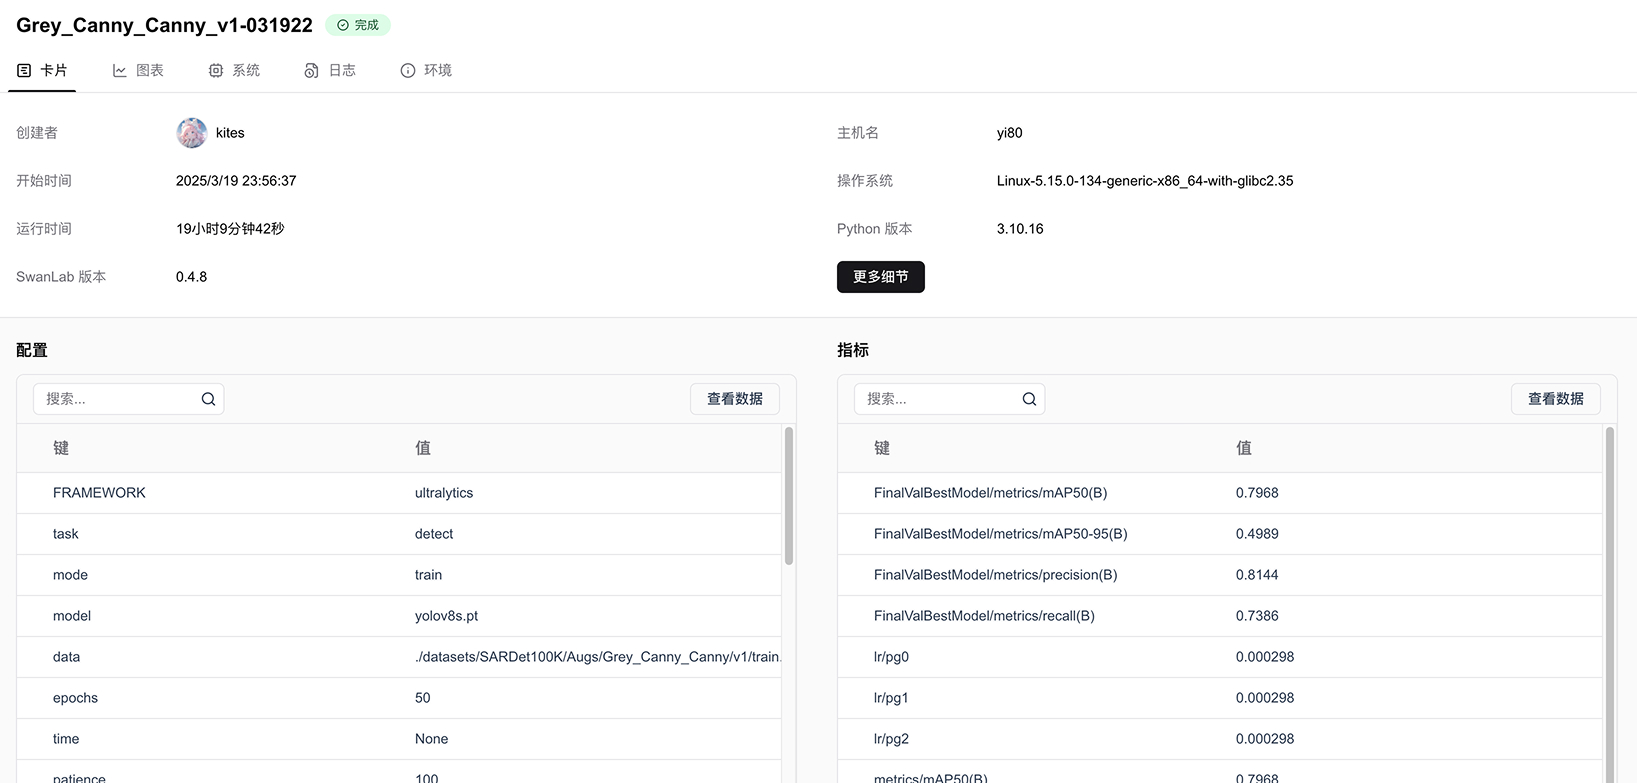 Grey_Canny_Canny_v1-031922 完成
卡片 图表 系统 日志 环境
创建者 kites
开始时间 2025/3/19 23:56:37
运行时间 19小时9分钟42秒
SwanLab 版本 0.4.8
主机名 yi80
操作系统 Linux-5.15.0-134-generic-x86_64-with-glibc2.35
Python 版本 3.10.16
更多细节
配置
搜索... 查看数据
键 值
FRAMEWORK ultralytics
task detect
mode train
model yolov8s.pt
data ./datasets/SARDet100K/Augs/Grey_Canny_Canny/v1/train.
epochs 50
time None
patience 100
指标
搜索... 查看数据
键 值
FinalValBestModel/metrics/mAP50(B) 0.7968
FinalValBestModel/metrics/mAP50-95(B) 0.4989
FinalValBestModel/metrics/precision(B) 0.8144
FinalValBestModel/metrics/recall(B) 0.7386
lr/pg0 0.000298
lr/pg1 0.000298
lr/pg2 0.000298
metrics/mAP50(B) 0.7968